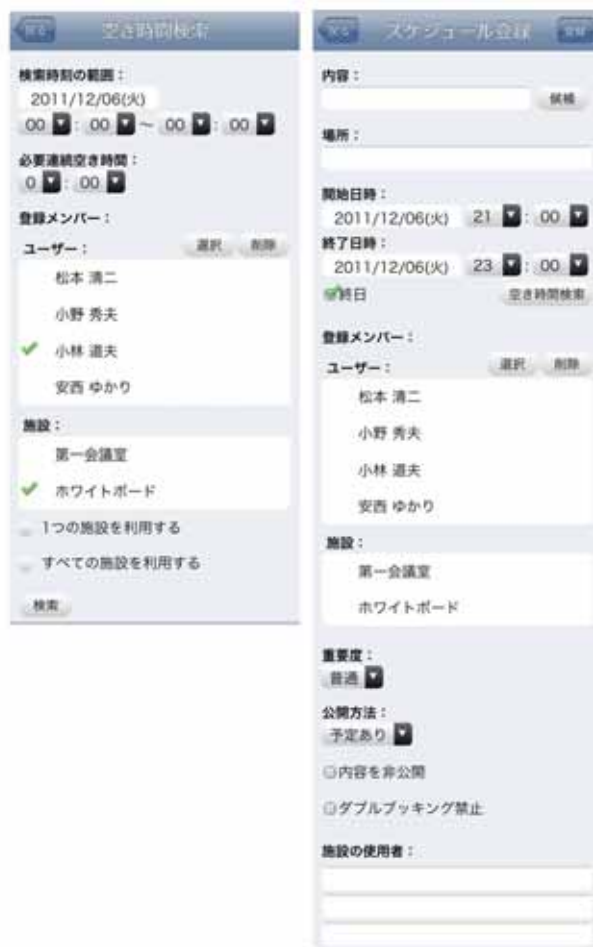 戻る 空き時間検索
検索時刻の範囲：
2011/12/06(火)
00 : 00 ～ 00 : 00
必要連続空き時間：
0 : 00
登録メンバー：
ユーザー： 選択 削除
松本 清二
小野 秀夫
小林 道夫
安西 ゆかり
施設：
第一会議室
ホワイトボード
1つの施設を利用する
すべての施設を利用する
検索
戻る スケジュール登録 登録
内容：
候補
場所：
開始日時：
2011/12/06(火) 21 : 00
終了日時：
2011/12/06(火) 23 : 00
終日 空き時間検索
登録メンバー：
ユーザー： 選択 削除
松本 清二
小野 秀夫
小林 道夫
安西 ゆかり
施設：
第一会議室
ホワイトボード
重要度：
普通
公開方法：
予定あり
内容を非公開
ダブルブッキング禁止
施設の使用者：